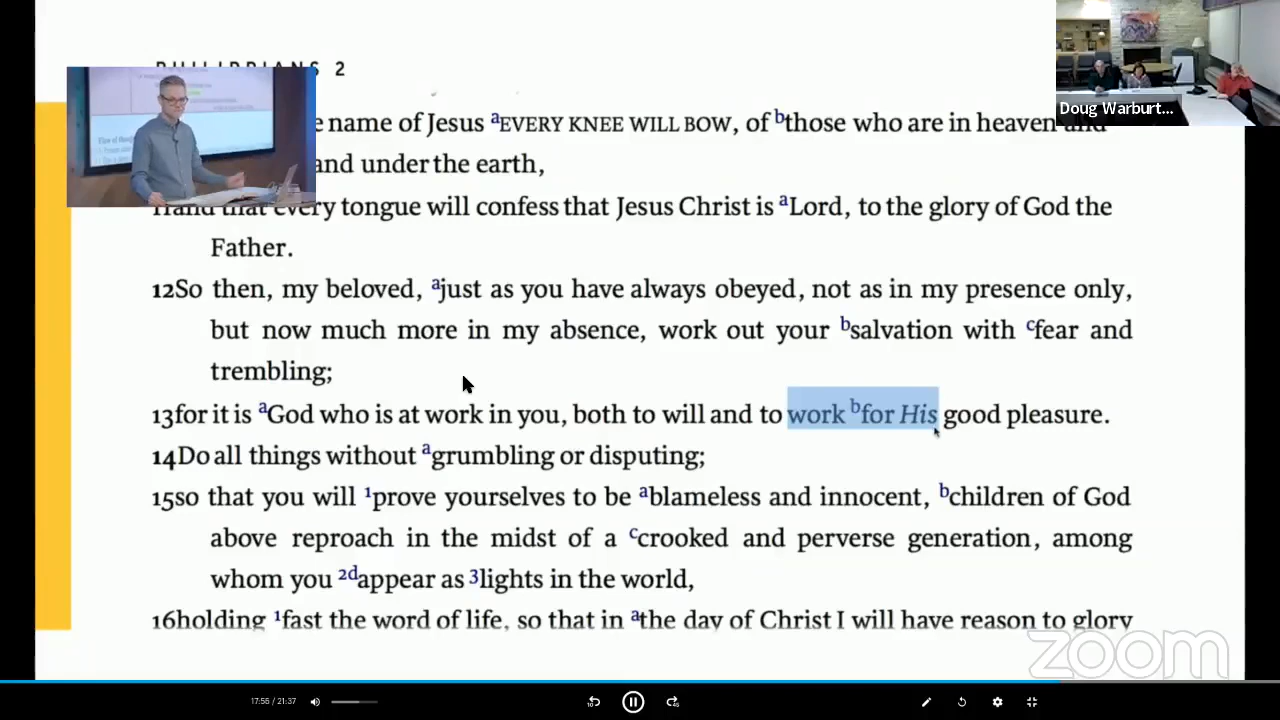 PHILIPPIANS 2
e name of Jesus ᵃEVERY KNEE WILL BOW, of ᵇthose who are in heaven and
and under the earth,
11and that every tongue will confess that Jesus Christ is ᵃLord, to the glory of God the
Father.
12So then, my beloved, ᵃjust as you have always obeyed, not as in my presence only,
but now much more in my absence, work out your ᵇsalvation with ᶜfear and
trembling;
13for it is ᵃGod who is at work in you, both to will and to work ᵇfor His good pleasure.
14Do all things without ᵃgrumbling or disputing;
15so that you will ¹prove yourselves to be ᵃblameless and innocent, ᵇchildren of God
above reproach in the midst of a ᶜcrooked and perverse generation, among
whom you ²ᵈappear as ³lights in the world,
16holding ¹fast the word of life, so that in ᵃthe day of Christ I will have reason to glory
Doug Warburt...
zoom
17:56 / 21:37
10
45